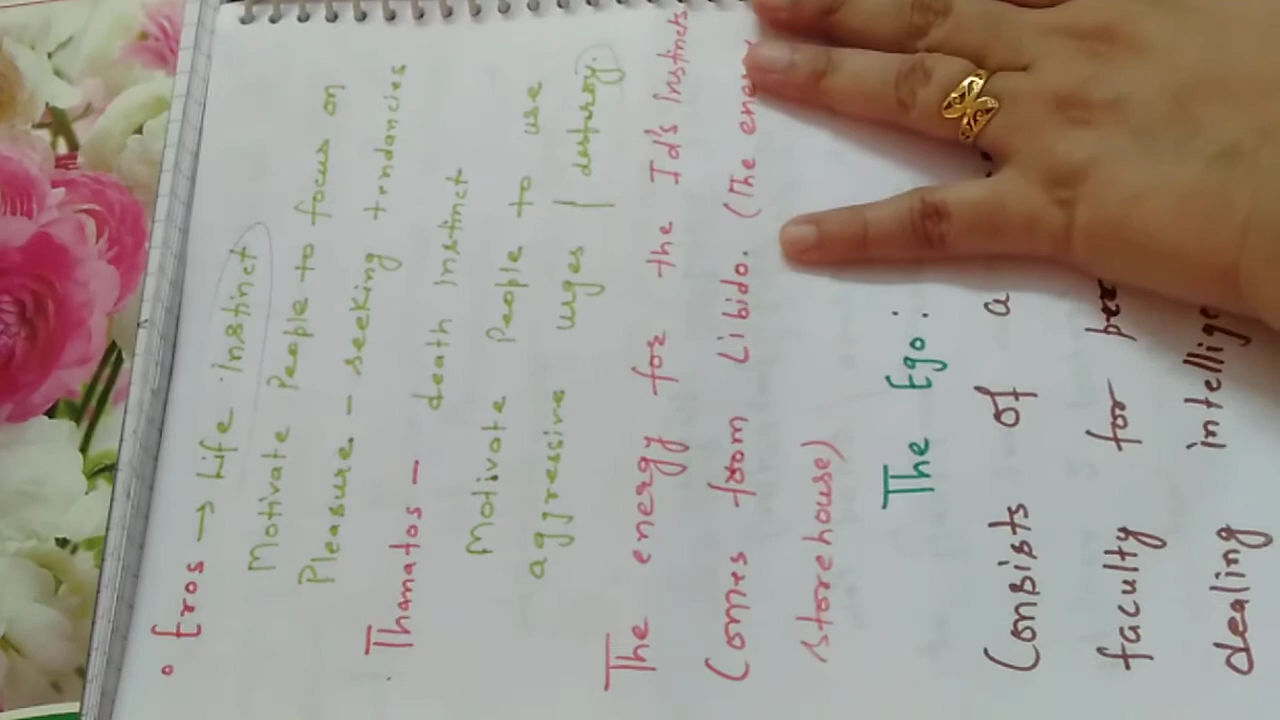 • Eros → Life instinct
Motivate People to focus on
Pleasure - seeking tendancies
• Thanatos -
death instinct
Motivate People to use
aggressive urges / destroy.
The energy for the Id's instincts
Comes from Libido. (The
storehouse)
The Ego:
Consists of a
faculty for
dealing